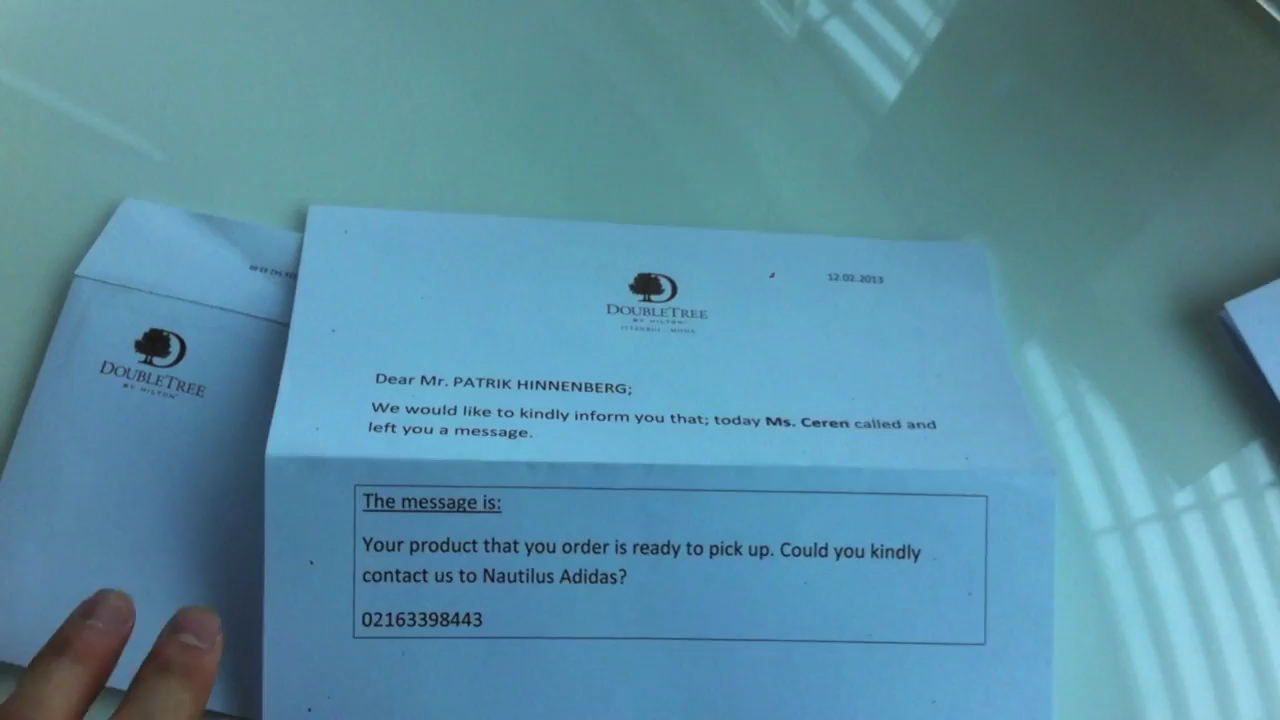 12.02.2013
DOUBLETREE
BY HILTON
ISTANBUL - MODA
Dear Mr. PATRIK HINNENBERG;
We would like to kindly inform you that; today Ms. Ceren called and
left you a message.
The message is:
Your product that you order is ready to pick up. Could you kindly
contact us to Nautilus Adidas?
02163398443
DOUBLETREE
BY HILTON